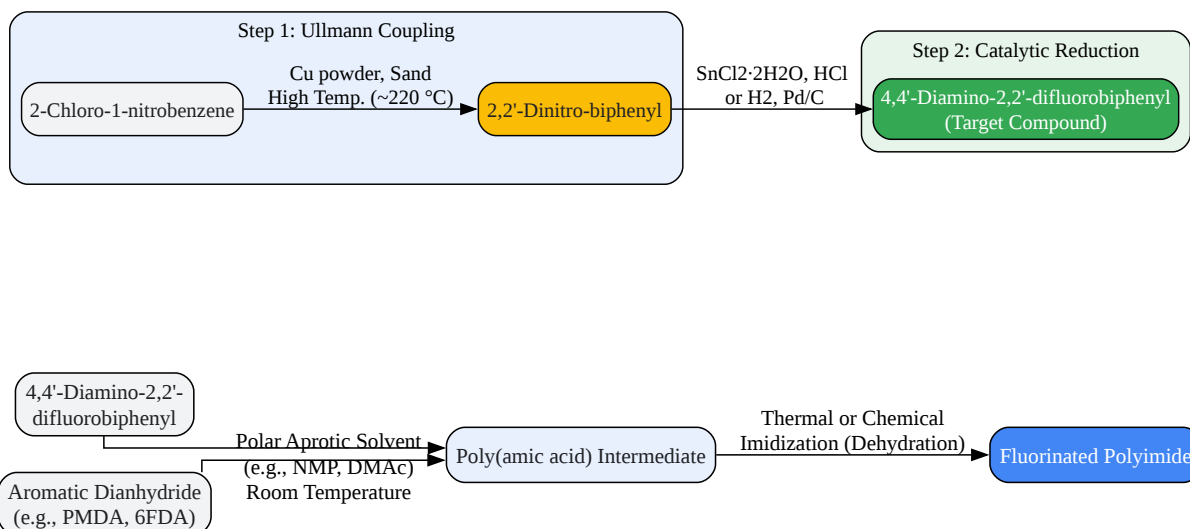 Step 1: Ullmann Coupling
2-Chloro-1-nitrobenzene
Cu powder, Sand
High Temp. (~220 °C)
2,2'-Dinitro-biphenyl
SnCl2·2H2O, HCl
or H2, Pd/C
Step 2: Catalytic Reduction
4,4'-Diamino-2,2'-difluorobiphenyl
(Target Compound)
4,4'-Diamino-2,2'-
difluorobiphenyl
Aromatic Dianhydride
(e.g., PMDA, 6FDA)
Polar Aprotic Solvent
(e.g., NMP, DMAc)
Room Temperature
Poly(amic acid) Intermediate
Thermal or Chemical
Imidization (Dehydration)
Fluorinated Polyimide